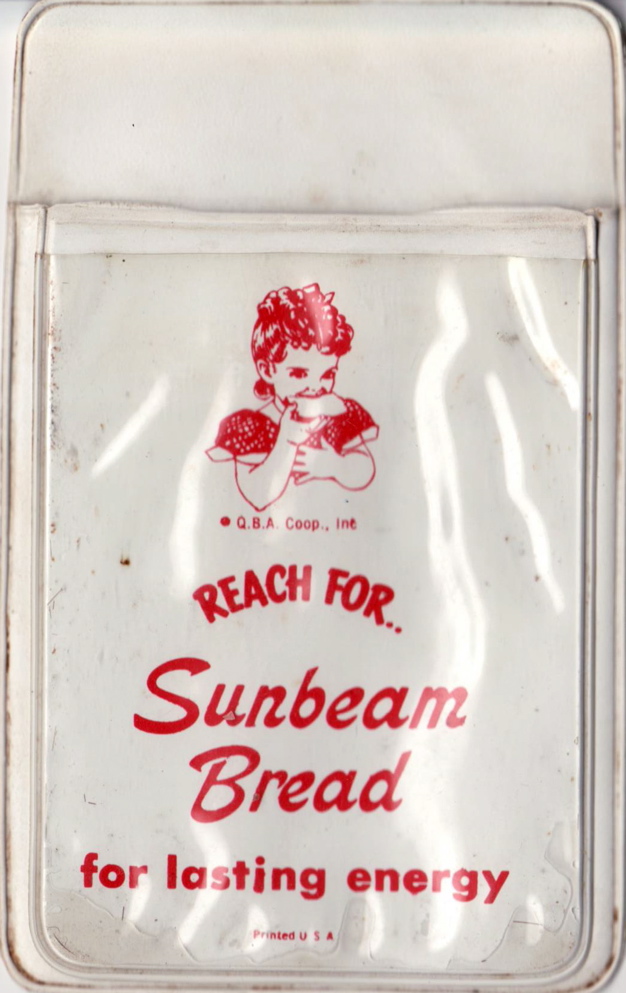 ● Q.B.A. Coop., Inc
REACH FOR..
Sunbeam
Bread
for lasting energy
Printed U S A